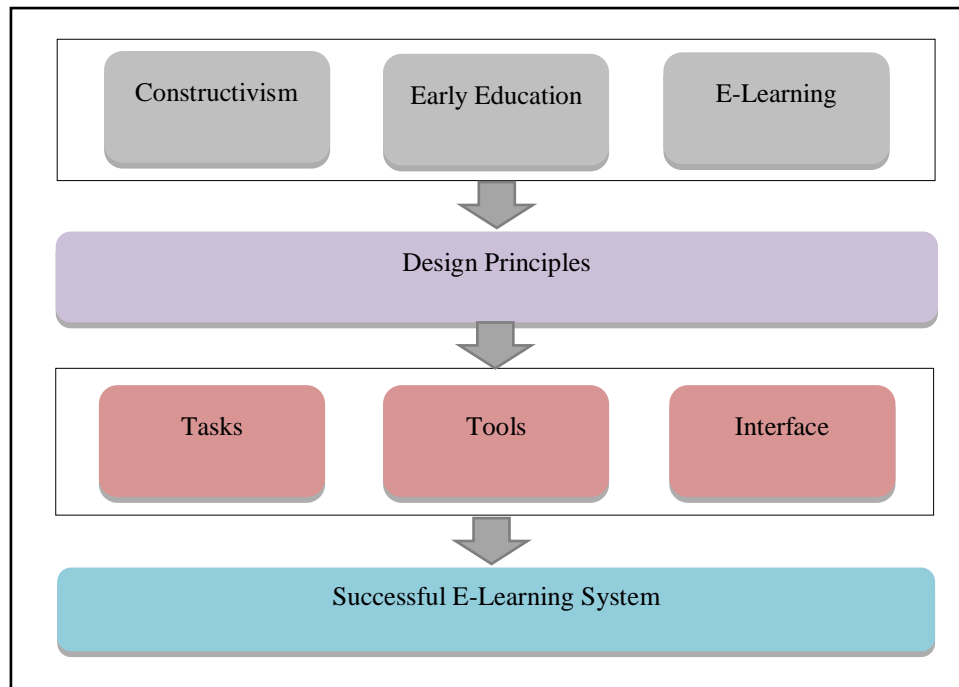 Constructivism
Early Education
E-Learning
Design Principles
Tasks
Tools
Interface
Successful E-Learning System